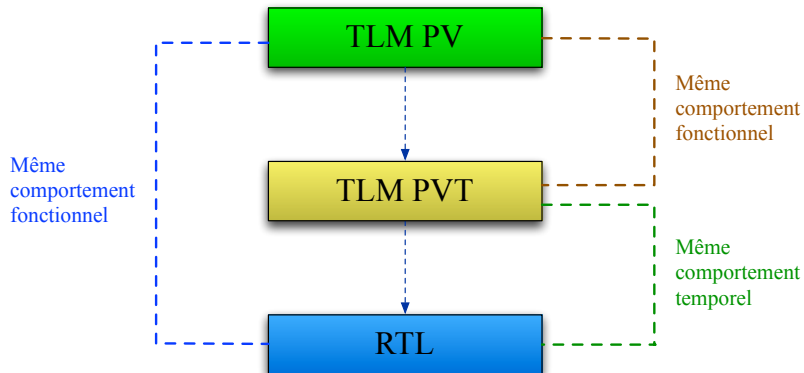 TLM PV
Même
comportement
fonctionnel
Même
comportement
fonctionnel
TLM PVT
Même
comportement
temporel
RTL